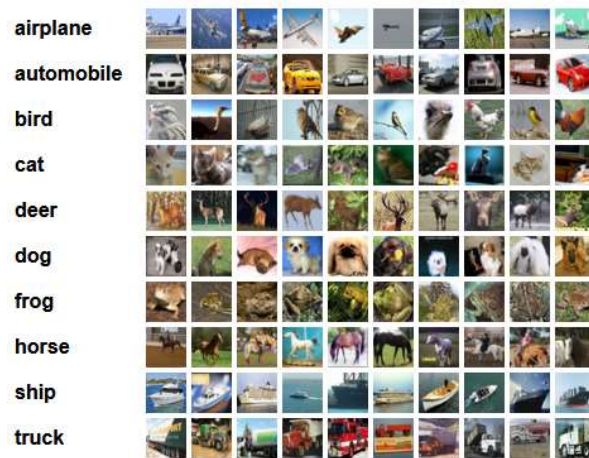 airplane
automobile
bird
cat
deer
dog
frog
horse
ship
truck